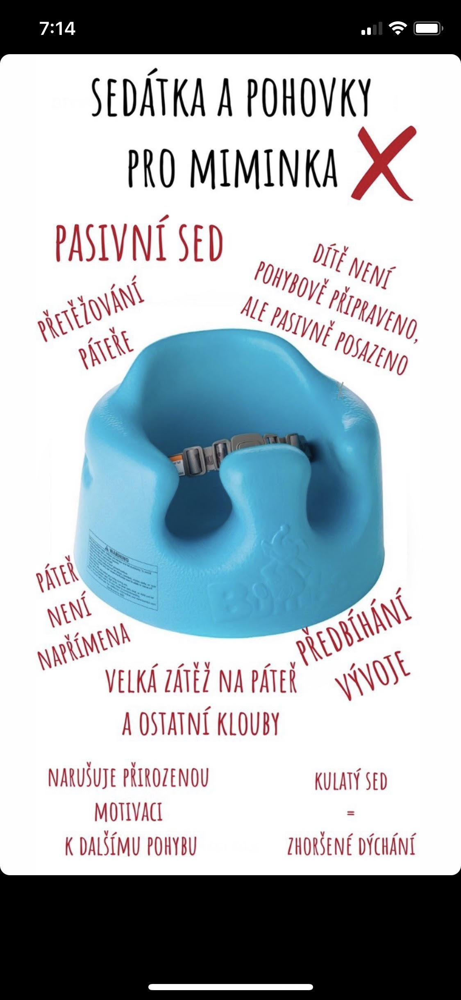 7:14
SEDÁTKA A POHOVKY
PRO MIMINKA
PASIVNÍ SED
DÍTĚ NENÍ
POHYBOVĚ PŘIPRAVENO,
ALE PASIVNĚ POSAZENO
PŘETĚŽOVÁNÍ
PÁTEŘE
WARNING
PÁTEŘ
NENÍ
NAPŘÍMENA
PŘEDBÍHÁNÍ
VÝVOJE
VELKÁ ZÁTĚŽ NA PÁTEŘ
A OSTATNÍ KLOUBY
NARUŠUJE PŘIROZENOU
MOTIVACI
K DALŠÍMU POHYBU
KULATÝ SED
=
ZHORŠENÉ DÝCHÁNÍ